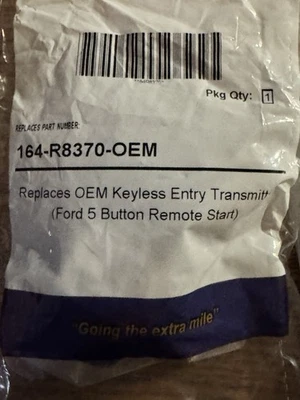 Pkg Qty: 1
REPLACES PART NUMBER:
164-R8370-OEM
Replaces OEM Keyless Entry Transmitt
(Ford 5 Button Remote Start)
"Going the extra mile"